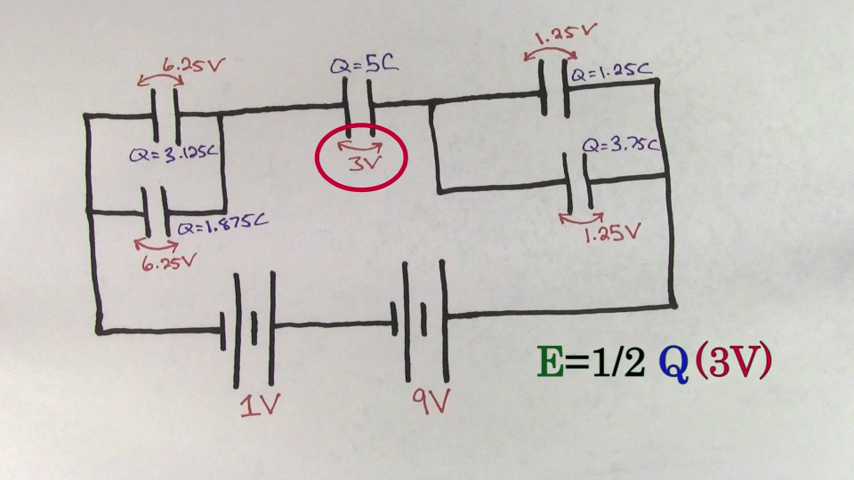 6.25V
Q=5C
1.25V
Q=1.25C
Q=3.125C
3V
Q=3.75C
Q=1.875C
6.25V
1.25V
1V
9V
E=1/2 Q(3V)